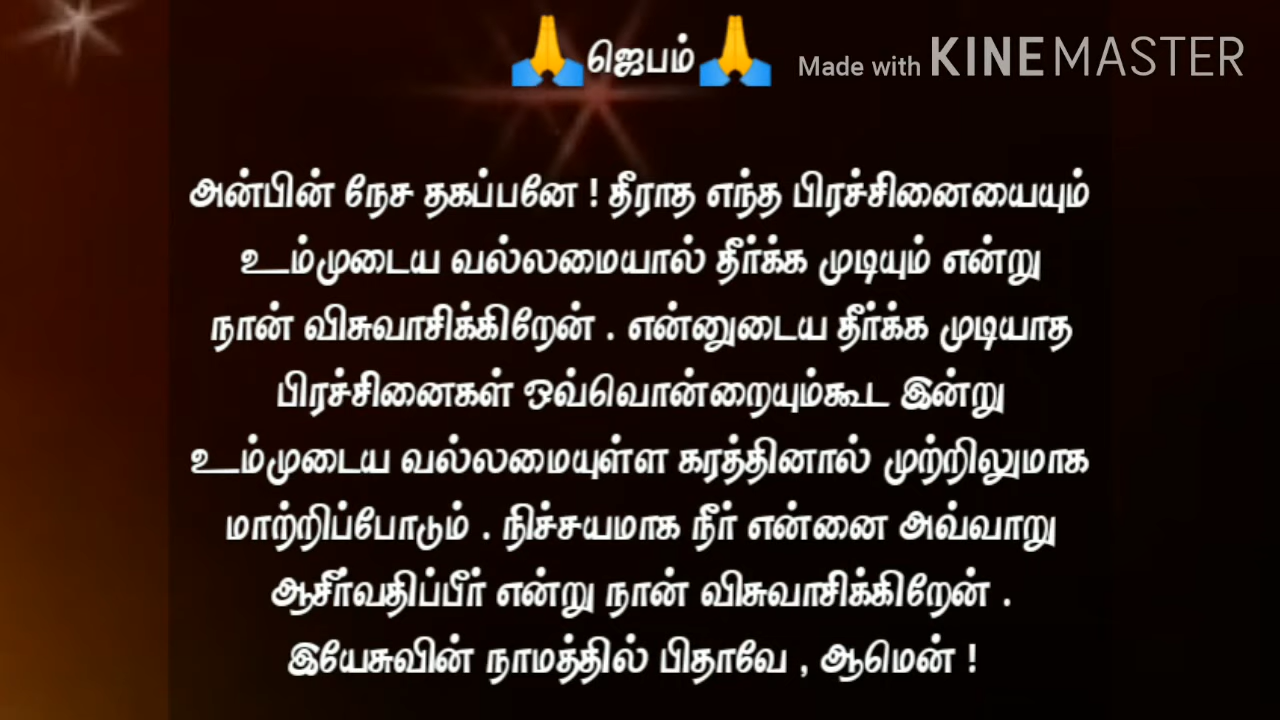 🙏ஜெபம்🙏
Made with KINEMASTER
அன்பின் நேச தகப்பனே ! தீராத எந்த பிரச்சினையையும்
உம்முடைய வல்லமையால் தீர்க்க முடியும் என்று
நான் விசுவாசிக்கிறேன் . என்னுடைய தீர்க்க முடியாத
பிரச்சினைகள் ஒவ்வொன்றையும்கூட இன்று
உம்முடைய வல்லமையுள்ள கரத்தினால் முற்றிலுமாக
மாற்றிப்போடும் . நிச்சயமாக நீர் என்னை அவ்வாறு
ஆசீர்வதிப்பீர் என்று நான் விசுவாசிக்கிறேன் .
இயேசுவின் நாமத்தில் பிதாவே , ஆமென் !